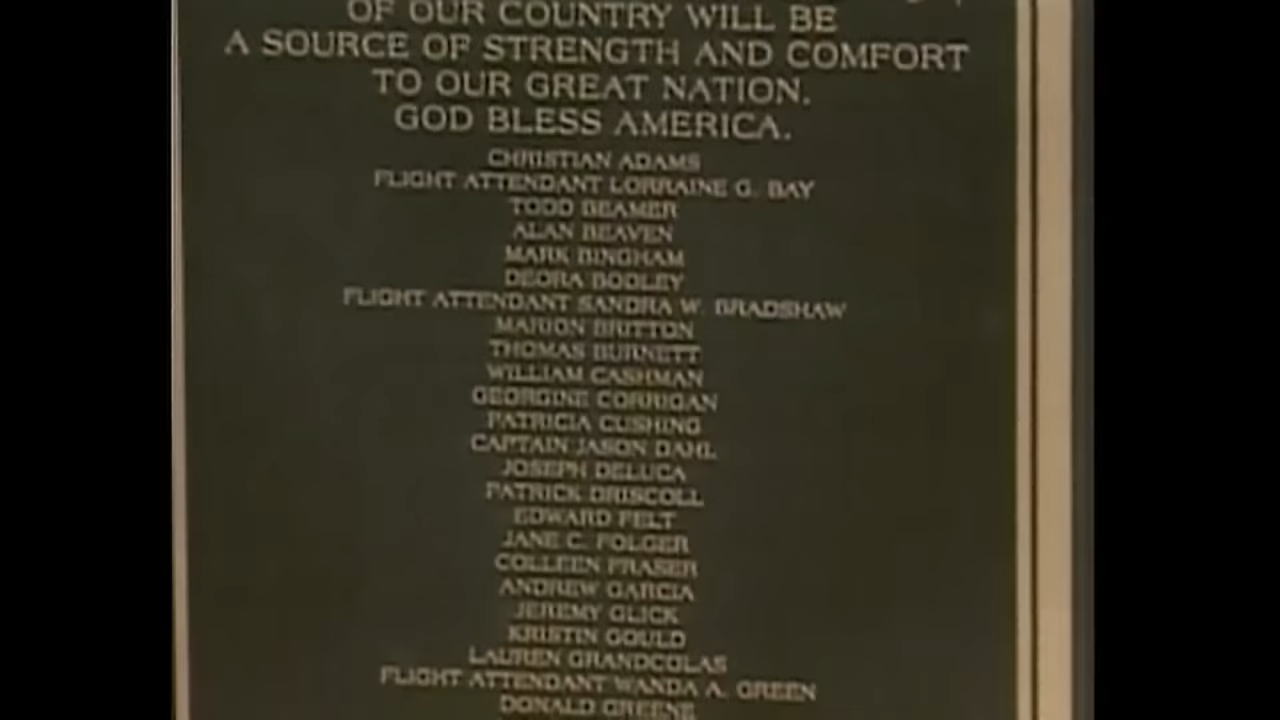 OF OUR COUNTRY WILL BE
A SOURCE OF STRENGTH AND COMFORT
TO OUR GREAT NATION.
GOD BLESS AMERICA.
CHRISTIAN ADAMS
FLIGHT ATTENDANT LORRAINE G. BAY
TODD BEAMER
ALAN BEAVEN
MARK BINGHAM
DEORA BODLEY
FLIGHT ATTENDANT SANDRA W. BRADSHAW
MARION BRITTON
THOMAS BURNETT
WILLIAM CASHMAN
GEORGINE CORRIGAN
PATRICIA CUSHING
CAPTAIN JASON DAHL
JOSEPH DELUCA
PATRICK DRISCOLL
EDWARD FELT
JANE C. FOLGER
COLLEEN FRASER
ANDREW GARCIA
JEREMY GLICK
KRISTIN GOULD
LAUREN GRANDCOLAS
FLIGHT ATTENDANT WANDA A. GREEN
DONALD GREENE